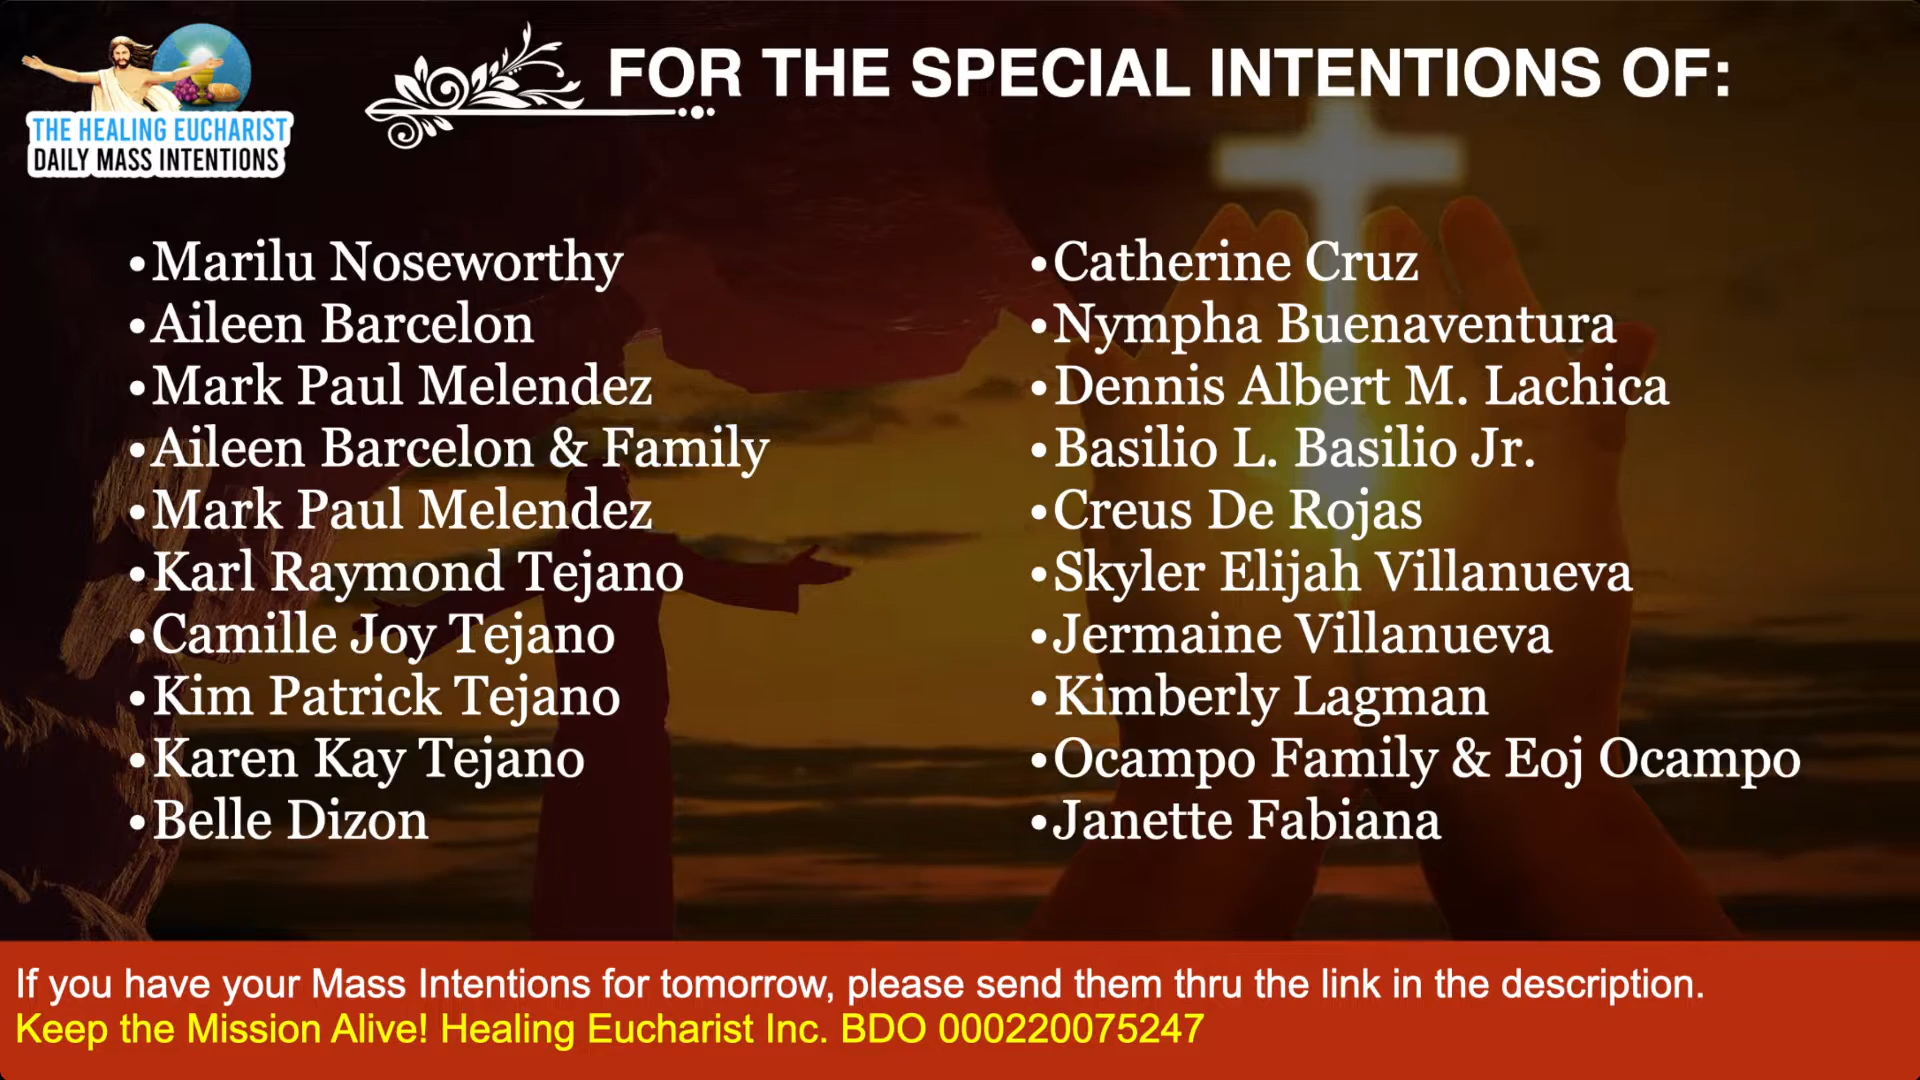 THE HEALING EUCHARIST
DAILY MASS INTENTIONS
FOR THE SPECIAL INTENTIONS OF:
•Marilu Noseworthy
•Aileen Barcelon
•Mark Paul Melendez
•Aileen Barcelon & Family
•Mark Paul Melendez
•Karl Raymond Tejano
•Camille Joy Tejano
•Kim Patrick Tejano
•Karen Kay Tejano
•Belle Dizon
•Catherine Cruz
•Nympha Buenaventura
•Dennis Albert M. Lachica
•Basilio L. Basilio Jr.
•Creus De Rojas
•Skyler Elijah Villanueva
•Jermaine Villanueva
•Kimberly Lagman
•Ocampo Family & Eoj Ocampo
•Janette Fabiana
If you have your Mass Intentions for tomorrow, please send them thru the link in the description.
Keep the Mission Alive! Healing Eucharist Inc. BDO 000220075247